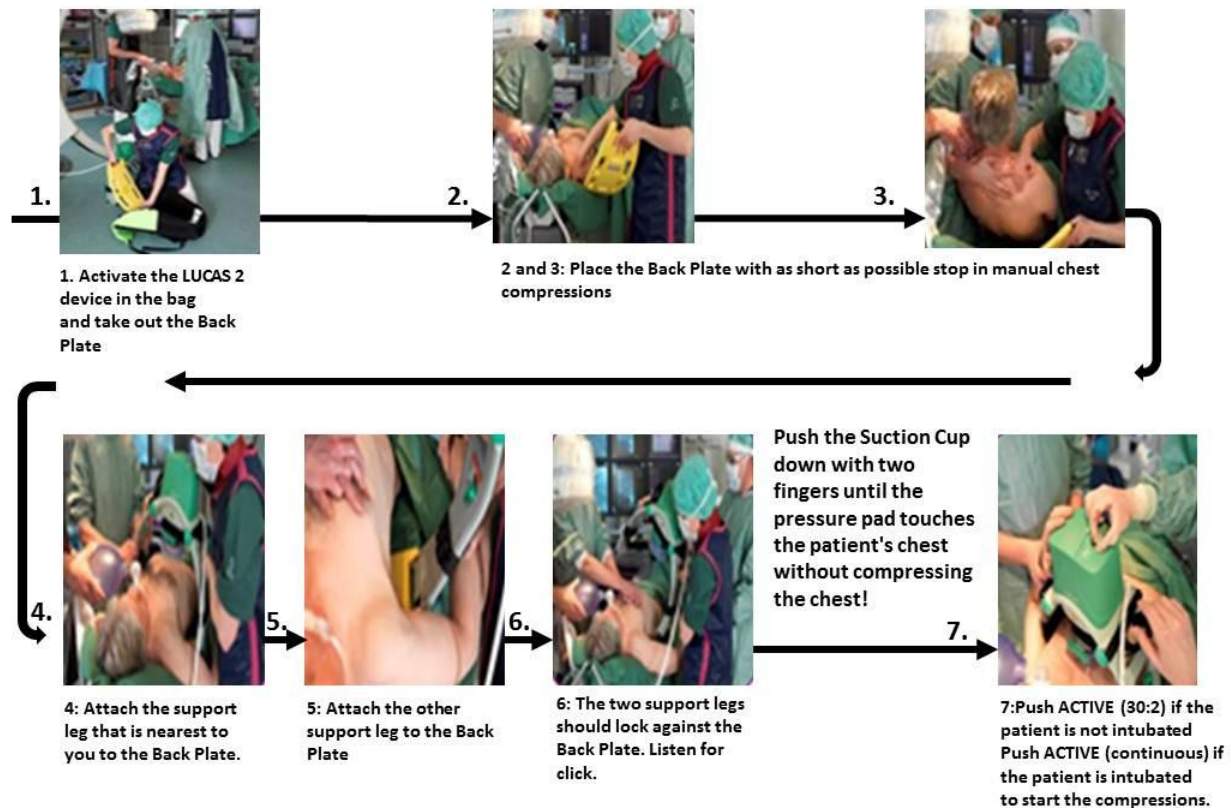 1.
2.
3.
1. Activate the LUCAS 2
device in the bag
and take out the Back
Plate
2 and 3: Place the Back Plate with as short as possible stop in manual chest
compressions
4.
5.
6.
Push the Suction Cup
down with two
fingers until the
pressure pad touches
the patient's chest
without compressing
the chest!
7.
4: Attach the support
leg that is nearest to
you to the Back Plate.
5: Attach the other
support leg to the Back
Plate
6: The two support legs
should lock against the
Back Plate. Listen for
click.
7:Push ACTIVE (30:2) if the
patient is not intubated
Push ACTIVE (continuous) if
the patient is intubated
to start the compressions.